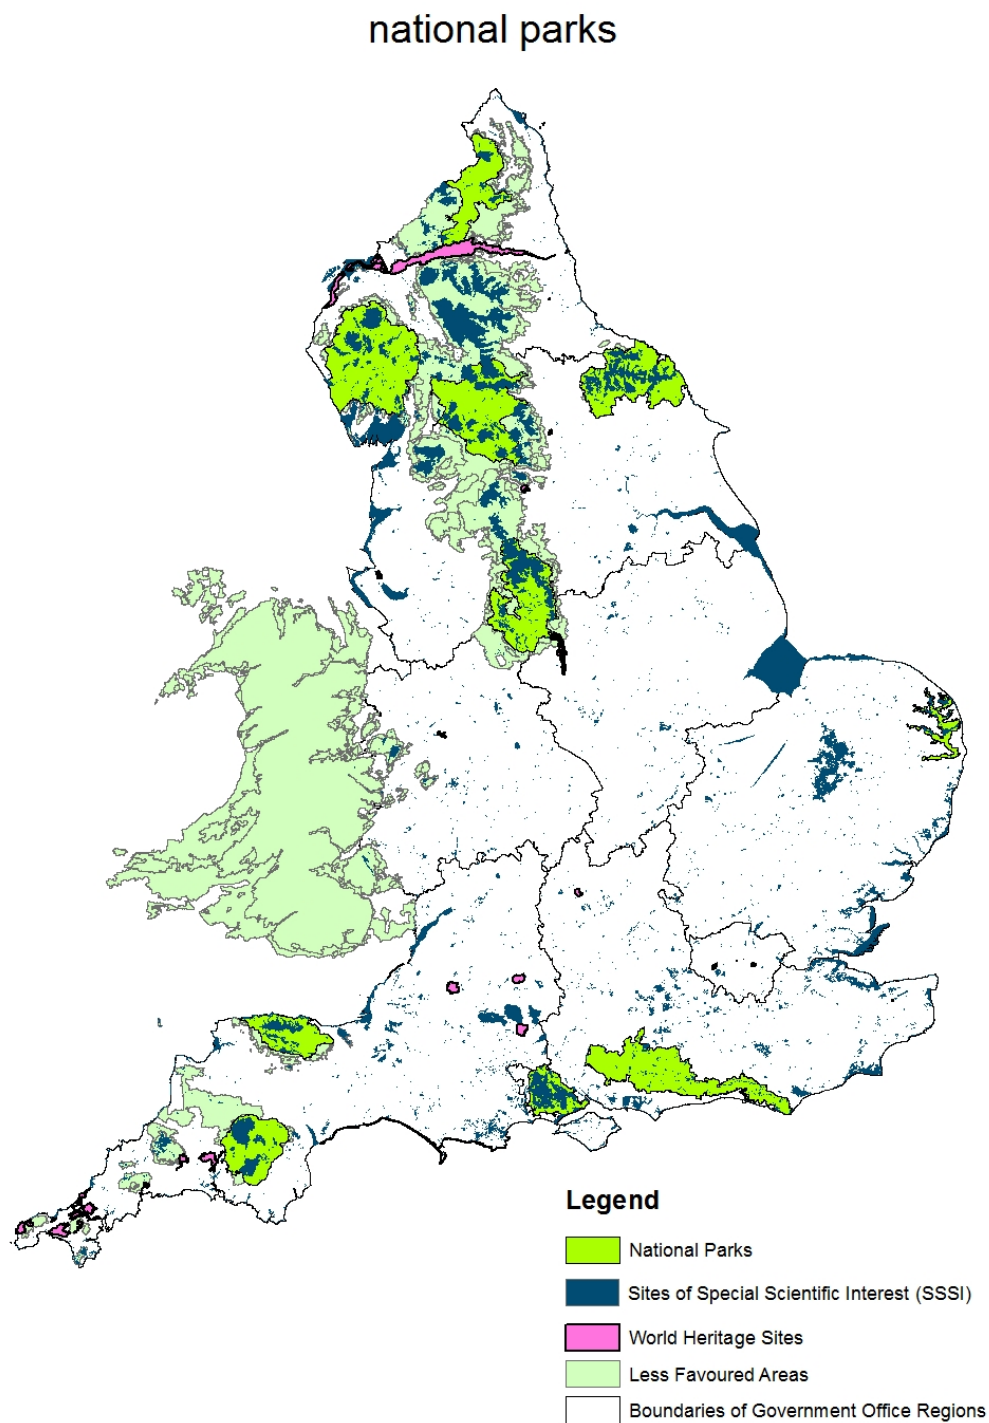 national parks
Legend
National Parks
Sites of Special Scientific Interest (SSSI)
World Heritage Sites
Less Favoured Areas
Boundaries of Government Office Regions